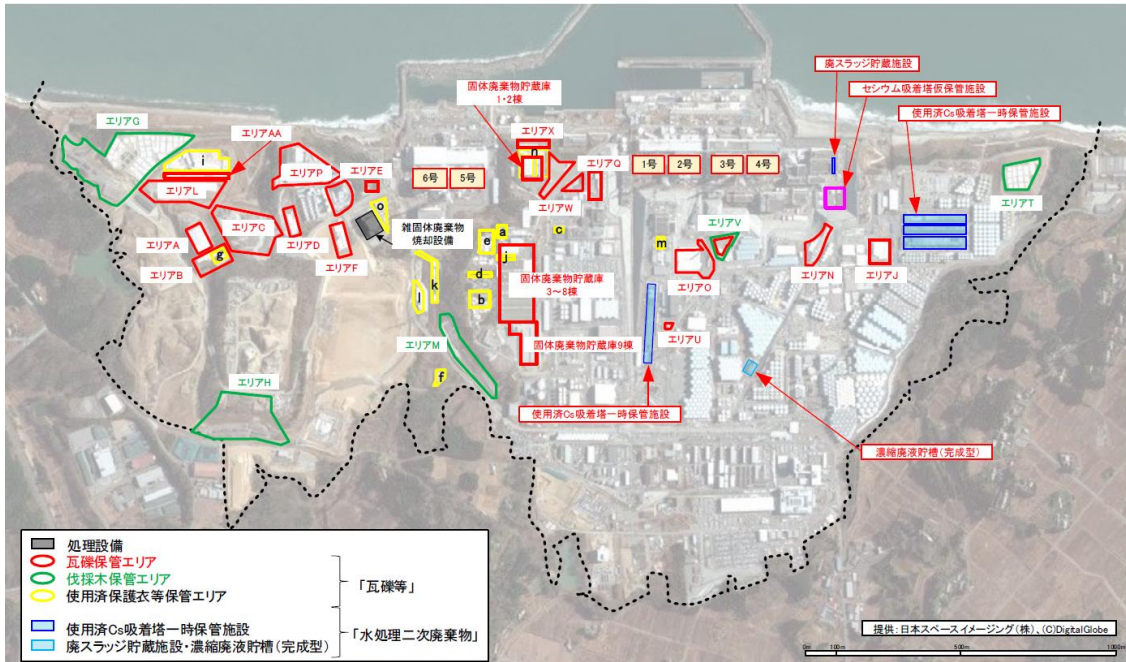 廃スラッジ貯蔵施設
セシウム吸着塔仮保管施設
使用済Cs吸着塔一時保管施設
固体廃棄物貯蔵庫
1・2棟
エリアG
エリアAA
エリアX
エリアP
エリアE
エリアQ
エリアL
エリアW
エリアT
エリアV
i
n
6号
5号
1号
2号
3号
4号
o
雑固体廃棄物
焼却設備
エリアA
エリアC
エリアD
エリアF
エリアB
g
a
e
c
j
m
d
k
l
b
固体廃棄物貯蔵庫
3～8棟
エリアO
エリアN
エリアJ
エリアM
固体廃棄物貯蔵庫9棟
エリアU
f
エリアH
使用済Cs吸着塔一時保管施設
濃縮廃液貯槽(完成型)
処理設備
瓦礫保管エリア
伐採木保管エリア
使用済保護衣等保管エリア
「瓦礫等」
使用済Cs吸着塔一時保管施設
廃スラッジ貯蔵施設・濃縮廃液貯槽(完成型)
「水処理二次廃棄物」
提供:日本スペースイメージング(株)、(C)DigitalGlobe
0m 100m 500m 1000m